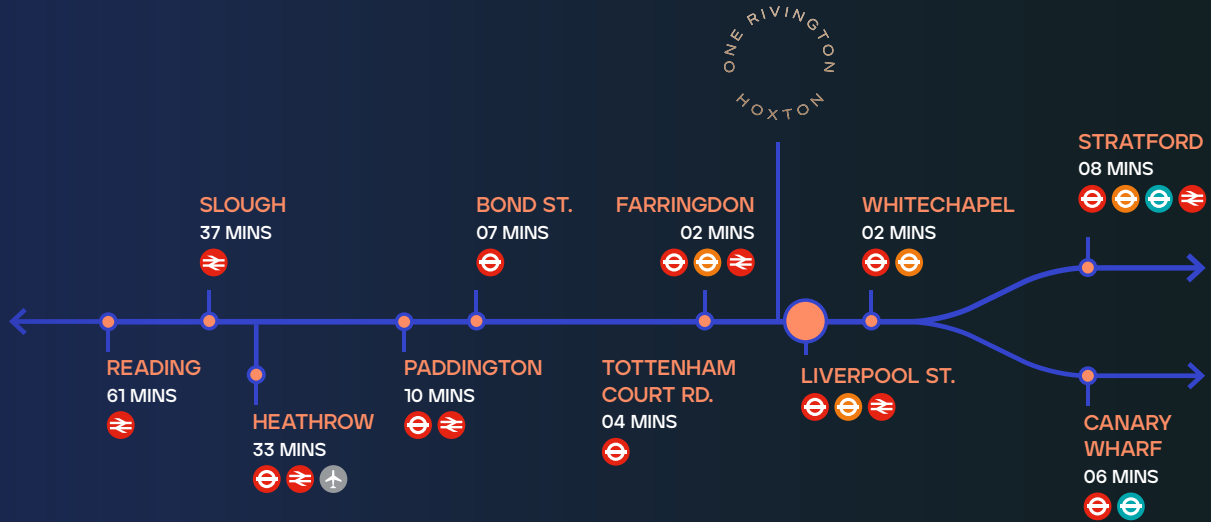 ONE RIVINGTON
HOXTON
STRATFORD
08 MINS
SLOUGH
37 MINS
BOND ST.
07 MINS
FARRINGDON
02 MINS
WHITECHAPEL
02 MINS
READING
61 MINS
HEATHROW
33 MINS
PADDINGTON
10 MINS
TOTTENHAM
COURT RD.
04 MINS
LIVERPOOL ST.
CANARY
WHARF
06 MINS